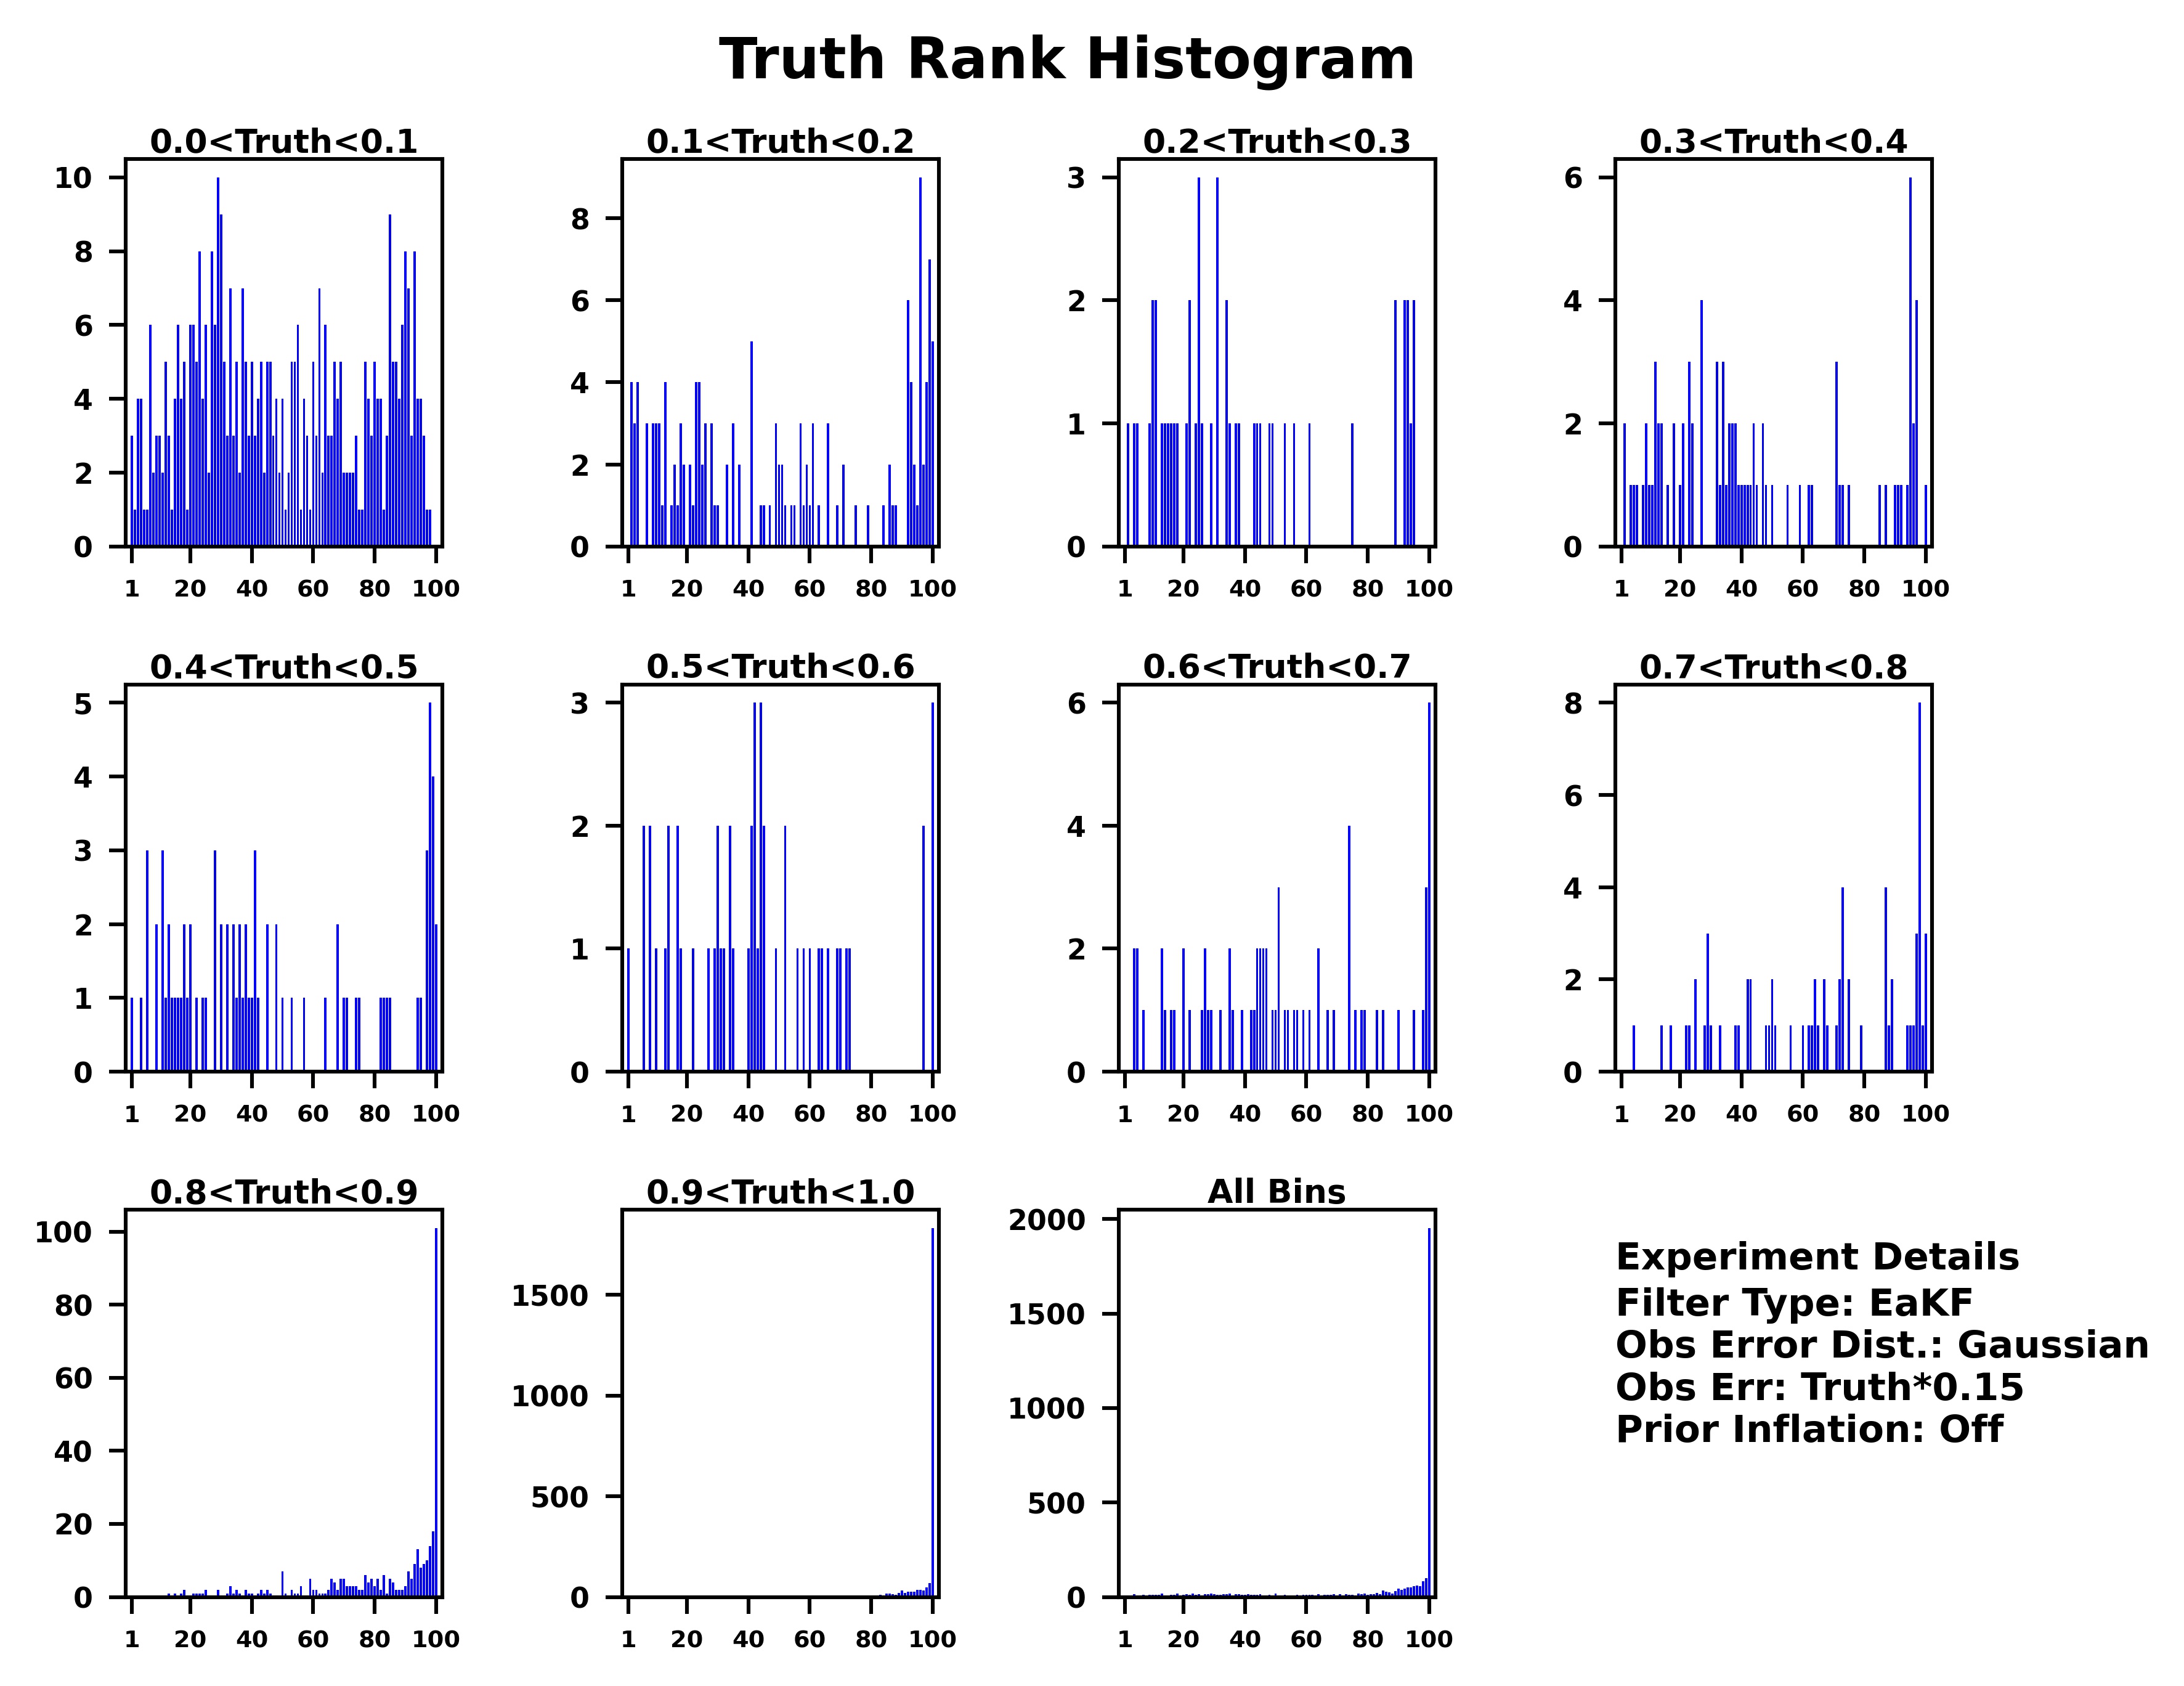 Truth Rank Histogram
0.0<Truth<0.1
10
8
6
4
2
0
1 20 40 60 80 100
0.1<Truth<0.2
8
6
4
2
0
1 20 40 60 80 100
0.2<Truth<0.3
3
2
1
0
1 20 40 60 80 100
0.3<Truth<0.4
6
4
2
0
1 20 40 60 80 100
0.4<Truth<0.5
5
4
3
2
1
0
1 20 40 60 80 100
0.5<Truth<0.6
3
2
1
0
1 20 40 60 80 100
0.6<Truth<0.7
6
4
2
0
1 20 40 60 80 100
0.7<Truth<0.8
8
6
4
2
0
1 20 40 60 80 100
0.8<Truth<0.9
100
80
60
40
20
0
1 20 40 60 80 100
0.9<Truth<1.0
1500
1000
500
0
1 20 40 60 80 100
All Bins
2000
1500
1000
500
0
1 20 40 60 80 100
Experiment Details
Filter Type: EaKF
Obs Error Dist.: Gaussian
Obs Err: Truth*0.15
Prior Inflation: Off